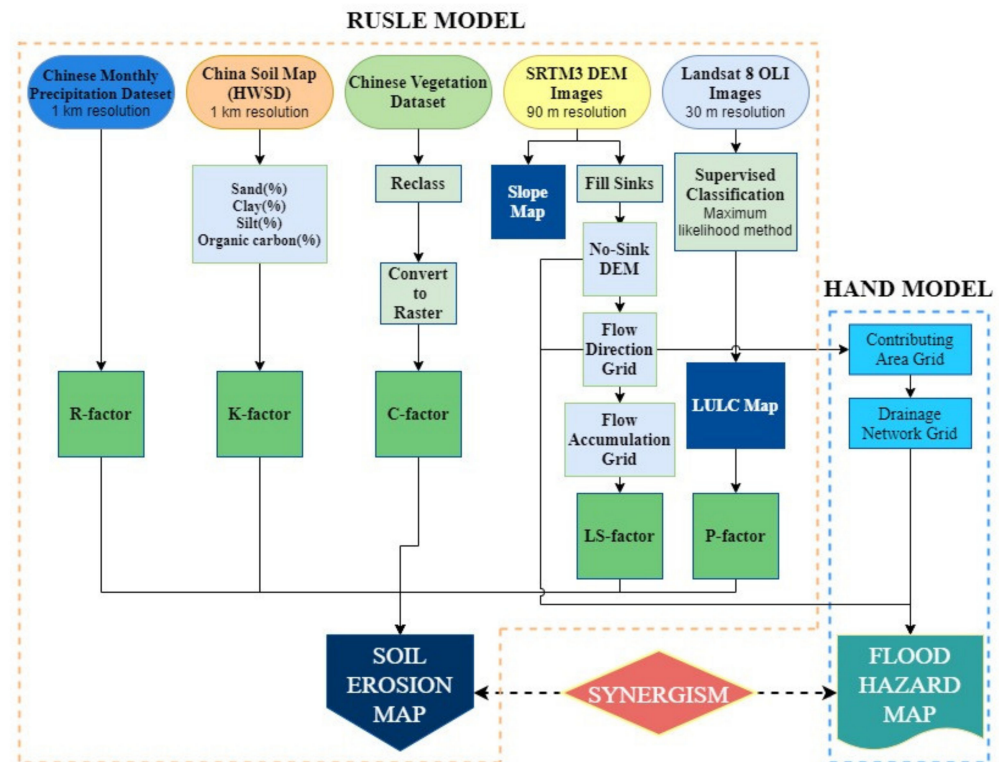 RUSLE MODEL
Chinese Monthly
Precipitation Dateset
1 km resolution
China Soil Map
(HWSD)
1 km resolution
Chinese Vegetation
Dataset
SRTM3 DEM
Images
90 m resolution
Landsat 8 OLI
Images
30 m resolution
Sand(%)
Clay(%)
Silt(%)
Organic carbon(%)
Reclass
Slope
Map
Fill Sinks
Supervised
Classification
Maximum
likelihood method
No-Sink
DEM
Convert
to
Raster
HAND MODEL
Flow
Direction
Grid
Contributing
Area Grid
R-factor
K-factor
C-factor
LULC Map
Drainage
Network Grid
Flow
Accumulation
Grid
LS-factor
P-factor
SOIL
EROSION
MAP
SYNERGISM
FLOOD
HAZARD
MAP